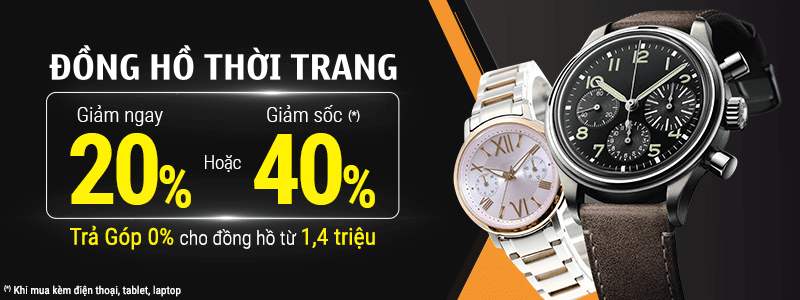 ĐỒNG HỒ THỜI TRANG
Giảm ngay
20%
Hoặc
Giảm sốc (*)
40%
Trả Góp 0% cho đồng hồ từ 1,4 triệu
(*) Khi mua kèm điện thoại, tablet, laptop